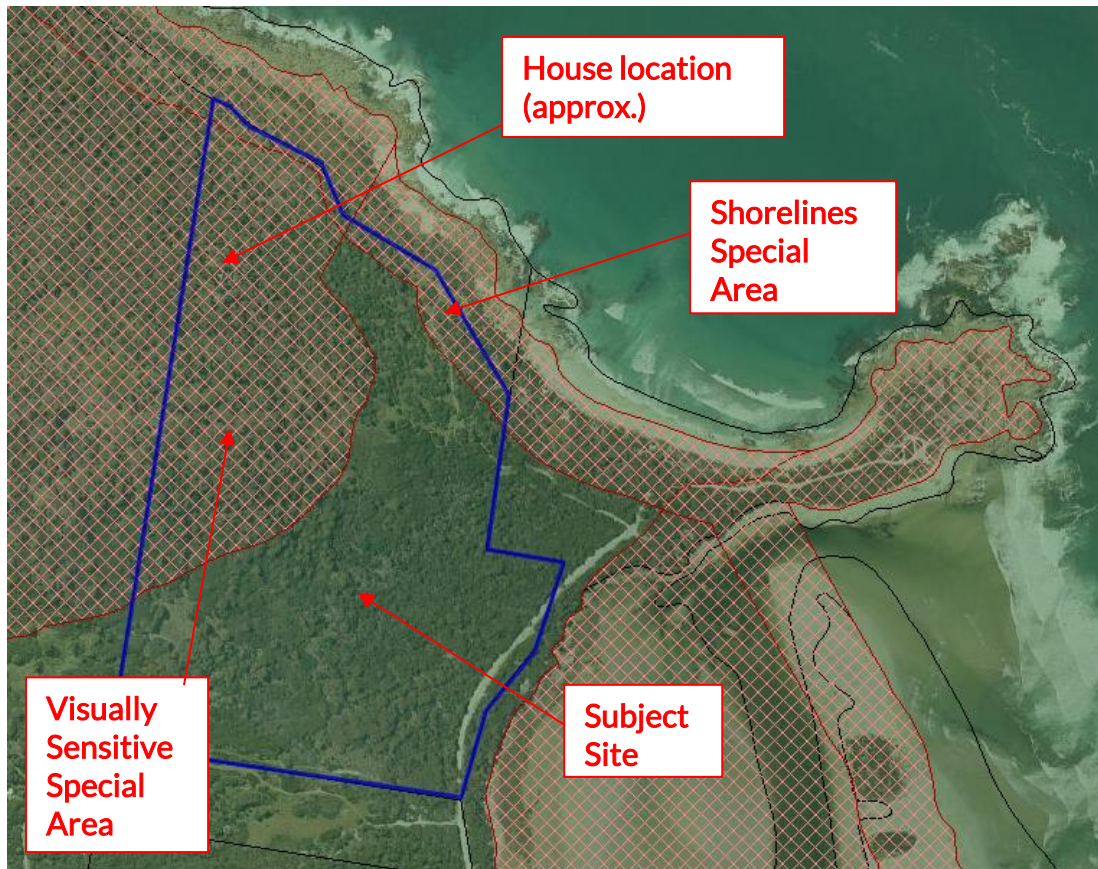 House location
(approx.)
Shorelines
Special
Area
Visually
Sensitive
Special
Area
Subject
Site